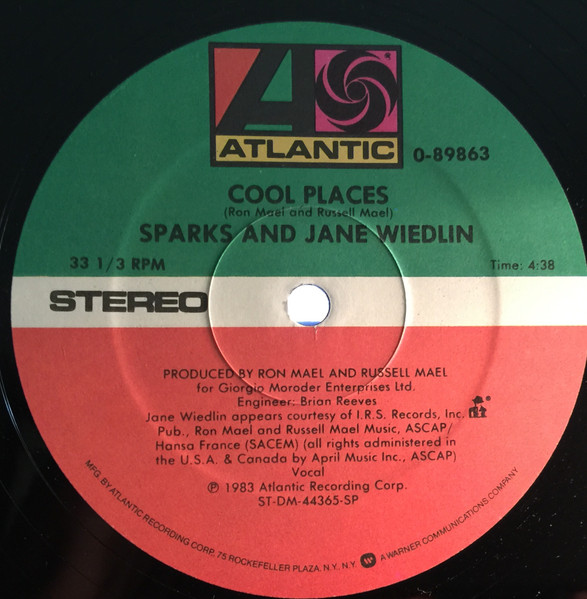 ATLANTIC
0-89863
COOL PLACES
(Ron Mael and Russell Mael)
SPARKS AND JANE WIEDLIN
33 1/3 RPM
Time: 4:38
STEREO
PRODUCED BY RON MAEL AND RUSSELL MAEL
for Giorgio Moroder Enterprises Ltd.
Engineer: Brian Reeves
Jane Wiedlin appears courtesy of I.R.S. Records, Inc.
Pub., Ron Mael and Russell Mael Music, ASCAP/
Hansa France (SACEM) (all rights administered in
the U.S.A. & Canada by April Music Inc., ASCAP)
Vocal
℗ 1983 Atlantic Recording Corp.
ST-DM-44365-SP
MFG. BY ATLANTIC RECORDING CORP. 75 ROCKEFELLER PLAZA, N.Y., N.Y. A WARNER COMMUNICATIONS COMPANY